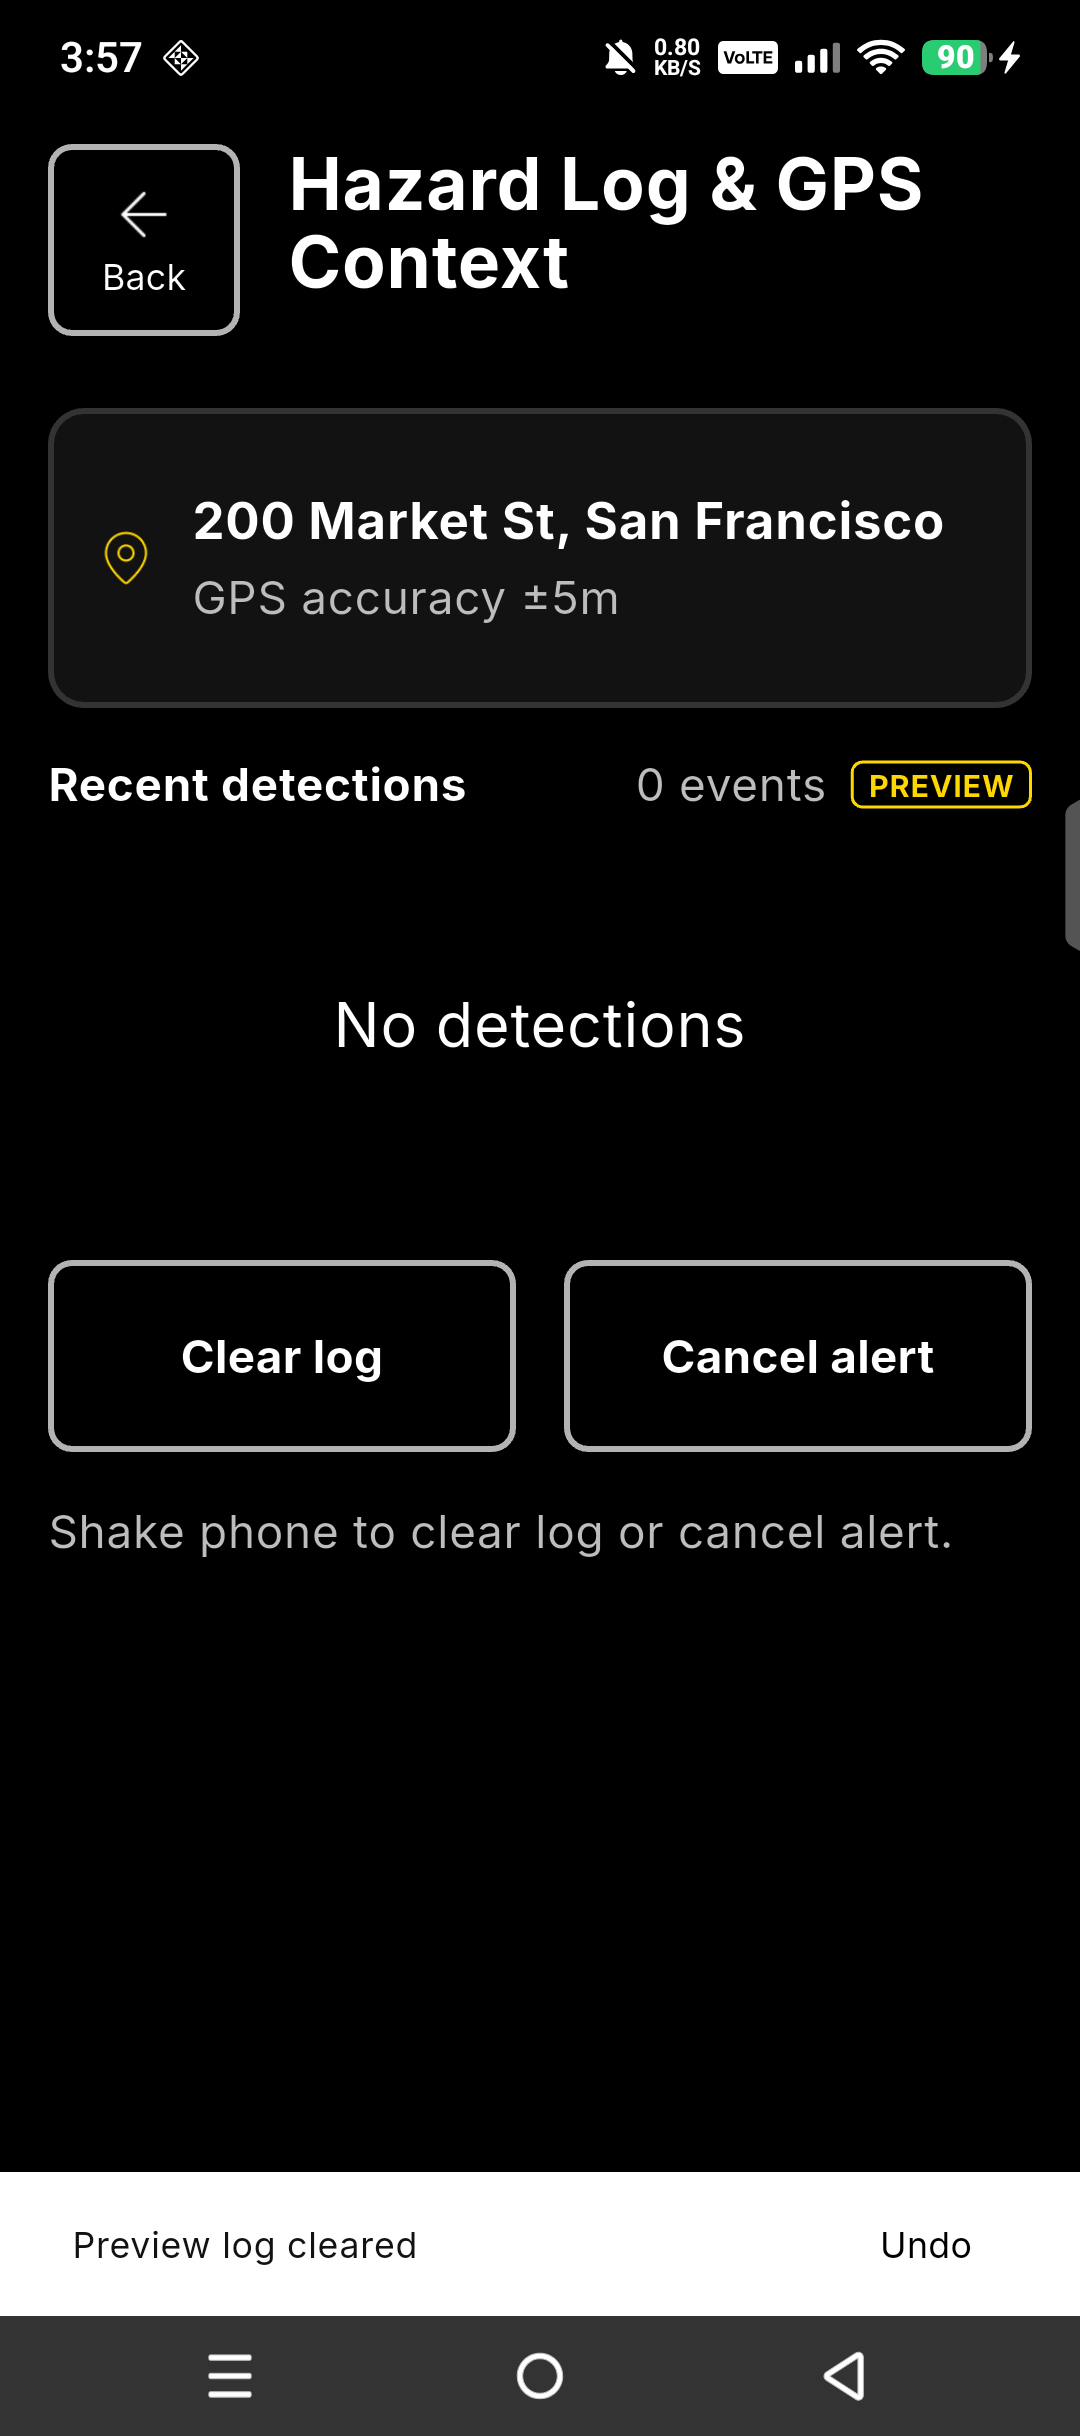 3:57
0.80
KB/S
VoLTE
90
Hazard Log & GPS
Context
Back
200 Market St, San Francisco
GPS accuracy ±5m
Recent detections
0 events
PREVIEW
No detections
Clear log
Cancel alert
Shake phone to clear log or cancel alert.
Preview log cleared
Undo